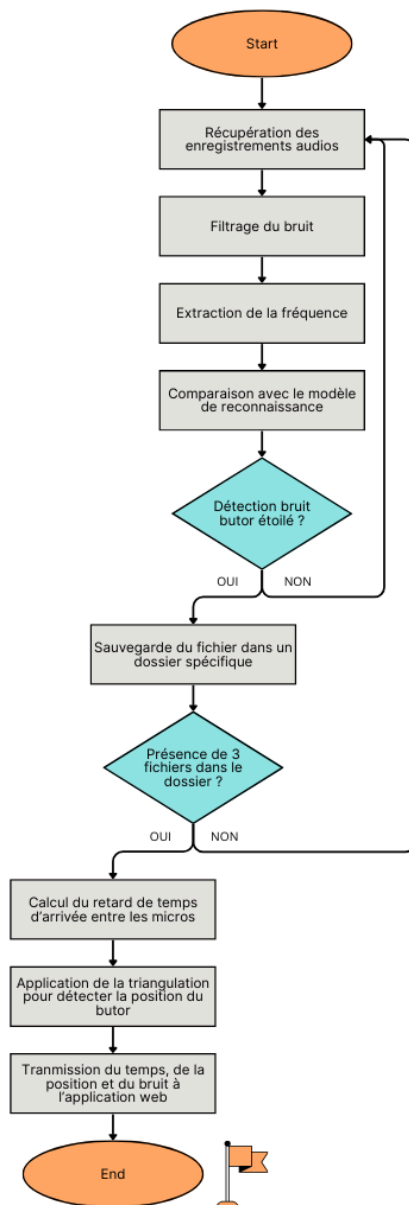 Start
Récupération des
enregistrements audios
Filtrage du bruit
Extraction de la fréquence
Comparaison avec le modèle
de reconnaissance
Détection bruit
butor étoilé ?
OUI
NON
Sauvegarde du fichier dans un
dossier spécifique
Présence de 3
fichiers dans le
dossier ?
OUI
NON
Calcul du retard de temps
d'arrivée entre les micros
Application de la triangulation
pour détecter la position du
butor
Tranmission du temps, de la
position et du bruit à
l'application web
End